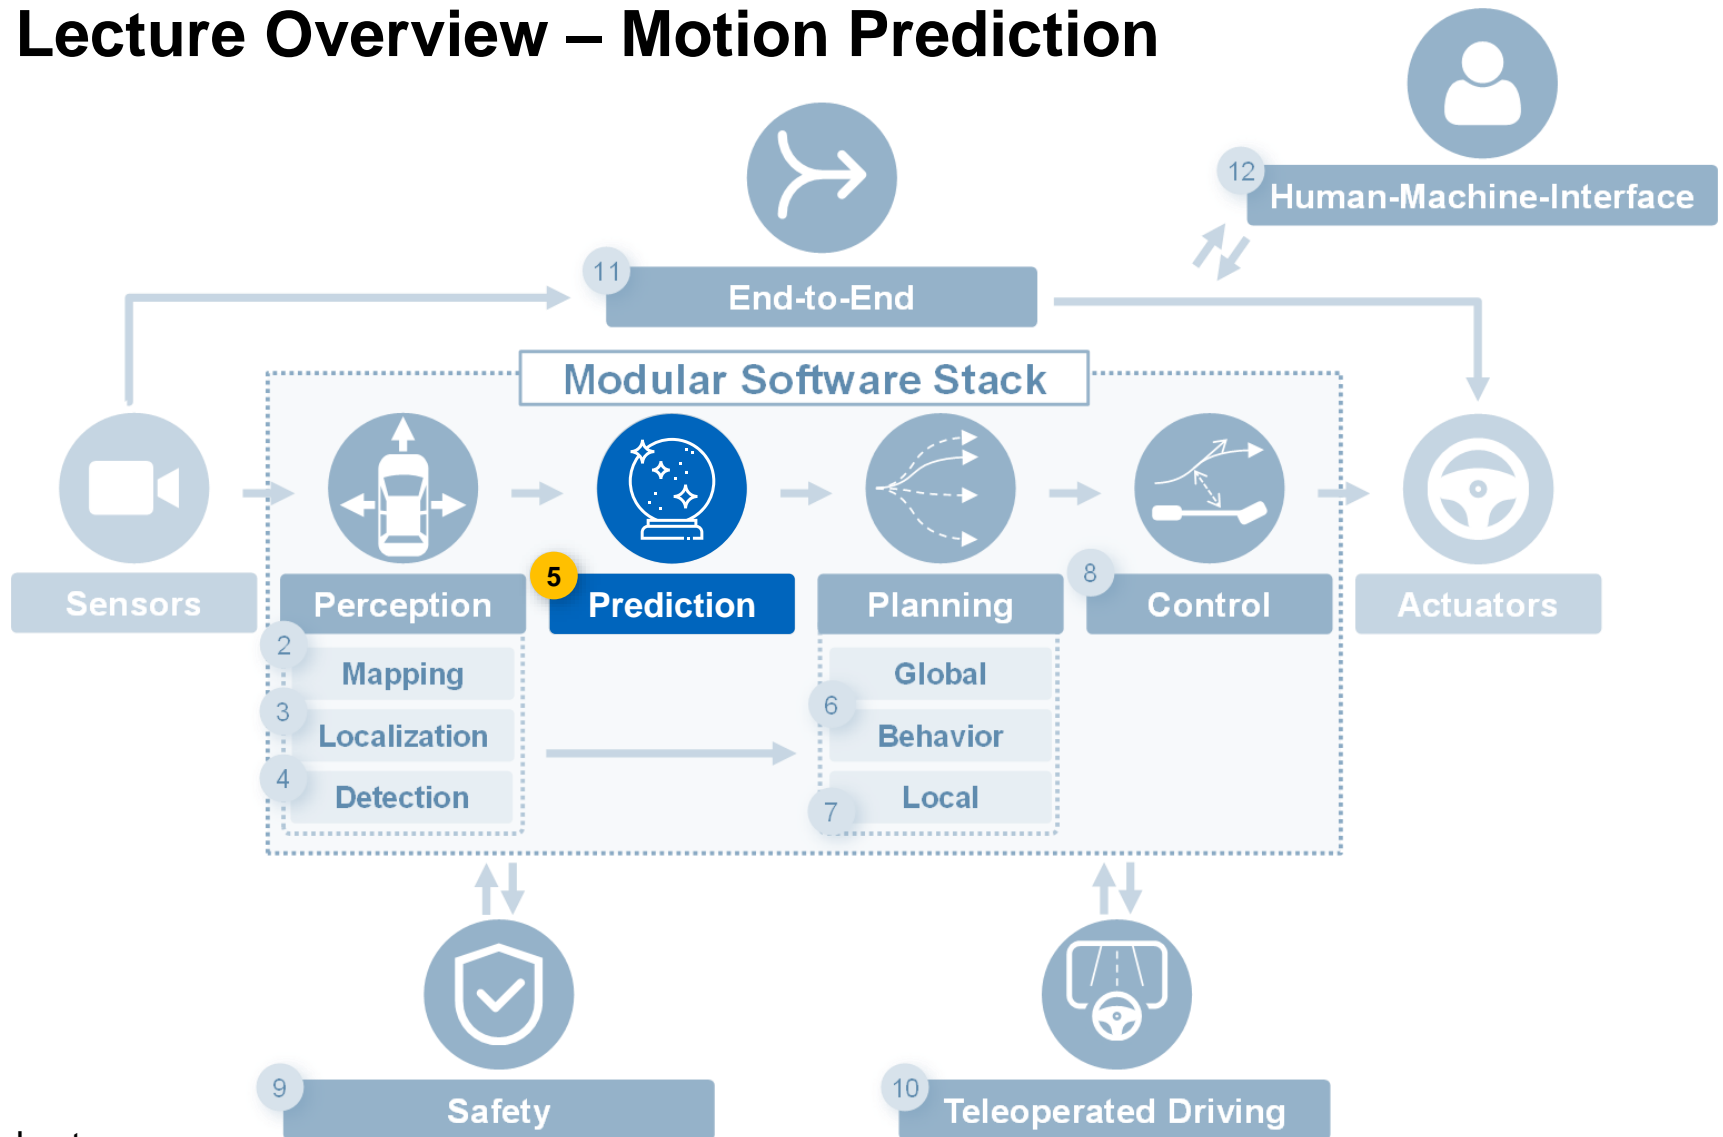 Lecture Overview – Motion Prediction
12
Human-Machine-Interface
11
End-to-End
Modular Software Stack
Sensors
Perception
5
Prediction
Planning
8
Control
Actuators
2
Mapping
3
Localization
4
Detection
Global
6
Behavior
7
Local
9
Safety
10
Teleoperated Driving